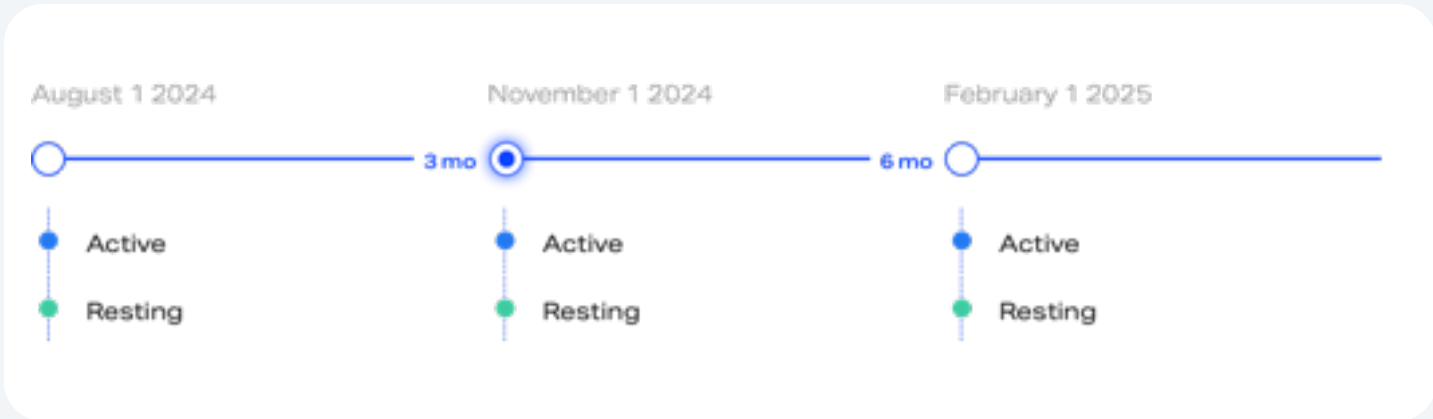 August 1 2024
November 1 2024
February 1 2025
3 mo
6 mo
Active
Active
Active
Resting
Resting
Resting